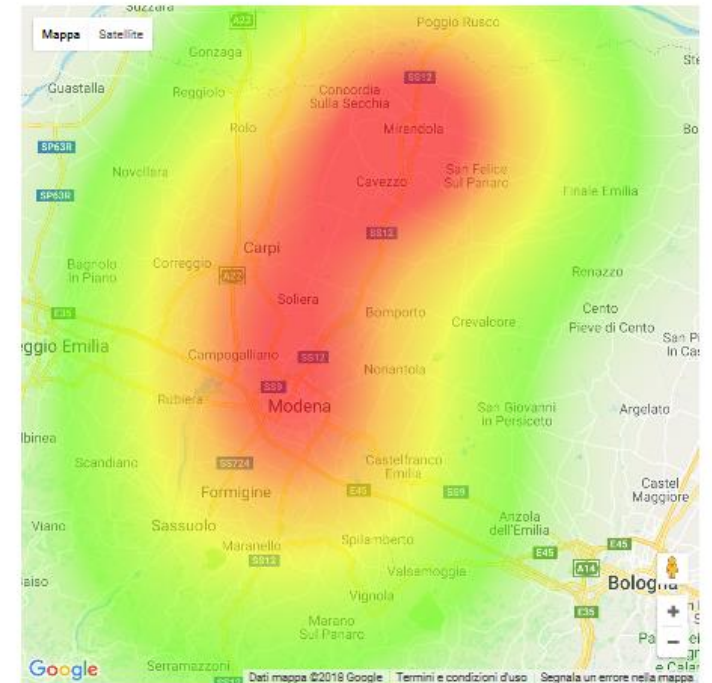 Suzzara
A22
Poggio Rusco
Mappa Satellite
Gonzaga
Ste
SS12
Guastalla
Reggiolo
Concordia
Sulla Secchia
Rolo
Mirandola
Bo
SP63R
Novellara
San Felice
Sul Panaro
Cavezzo
SP63R
Finale Emilia
SS12
Carpi
Bagnolo
in Piano
Correggio
A22
Renazzo
Soliera
E35
Bomporto
Cento
Crevalcore
Pieve di Cento
San Pi
In Cas
eggio Emilia
Campogalliano
SS12
Nonantola
SS9
Rubiera
Modena
San Giovanni
in Persiceto
Argelato
lbinea
Scandiano
SS724
Castelfranco
Emilia
Formigine
E45
SS9
Castel
Maggiore
Viano
Sassuolo
Anzola
dell'Emilia
Maranello
Spilamberto
E45
E45
SS12
Valsamoggia
A14
aiso
Bologna
Vignola
E35
+
Marano
Sul Panaro
Pa
−
Serramazzoni
e Calar
Google
Dati mappa ©2018 Google Termini e condizioni d'uso Segnala un errore nella mappa